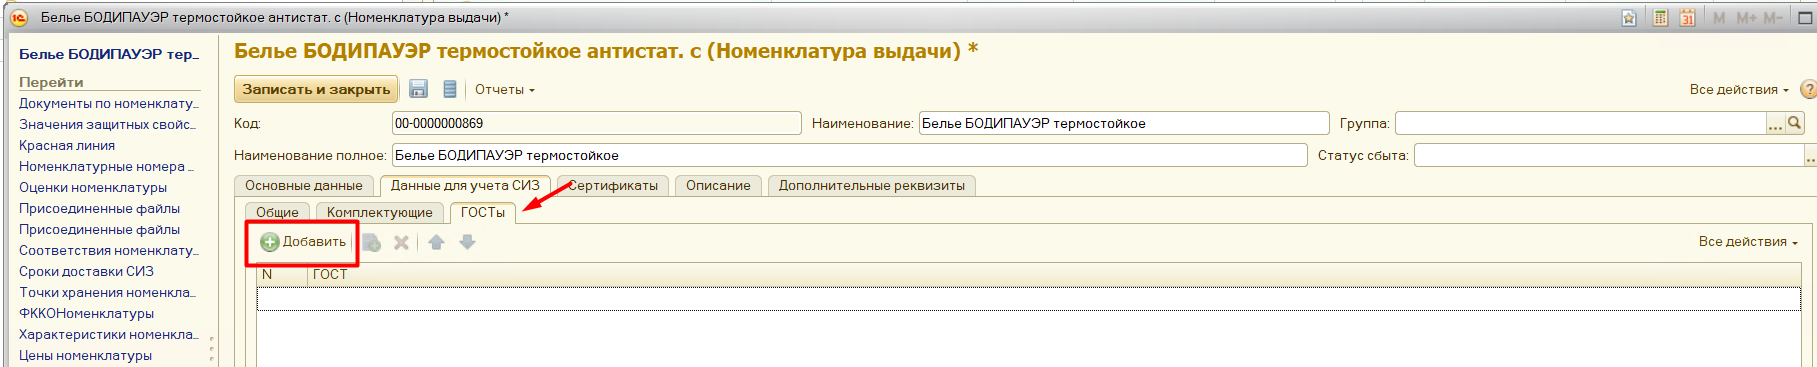 Белье БОДИПАУЭР термостойкое антистат. с (Номенклатура выдачи) *
31 M M+ M-
Белье БОДИПАУЭР тер...
Перейти
Документы по номенклату...
Значения защитных свойс...
Красная линия
Номенклатурные номера ...
Оценки номенклатуры
Присоединенные файлы
Присоединенные файлы
Соответствия номенклату...
Сроки доставки СИЗ
Точки хранения номенкла...
ФККОНоменклатуры
Характеристики номенкла...
Цены номенклатуры
Белье БОДИПАУЭР термостойкое антистат. с (Номенклатура выдачи) *
Записать и закрыть Отчеты Все действия ?
Код: 00-0000000869 Наименование: Белье БОДИПАУЭР термостойкое Группа: ...
Наименование полное: Белье БОДИПАУЭР термостойкое Статус сбыта: ...
Основные данные Данные для учета СИЗ Сертификаты Описание Дополнительные реквизиты
Общие Комплектующие ГОСТы
Добавить Все действия
N ГОСТ